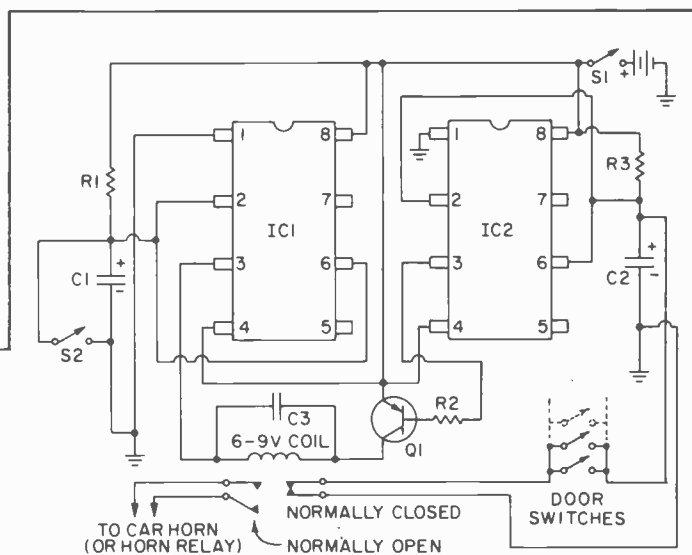 S1
+
1
8
1
8
R1
R3
2
7
2
7
IC1
IC2
+
C1
-
3
6
3
6
+
C2
-
4
5
4
5
S2
C3
R2
6-9V COIL
Q1
NORMALLY CLOSED
DOOR
SWITCHES
TO CAR HORN
(OR HORN RELAY)
NORMALLY OPEN